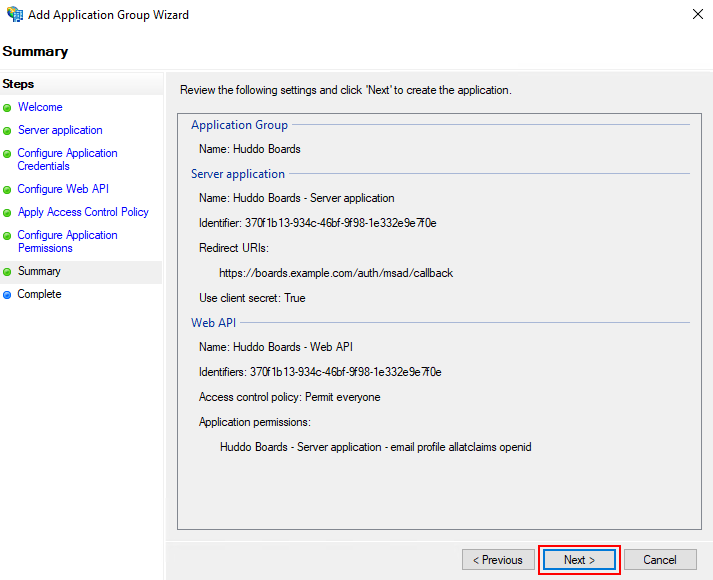 Add Application Group Wizard
Summary
Steps
Welcome
Server application
Configure Application
Credentials
Configure Web API
Apply Access Control Policy
Configure Application
Permissions
Summary
Complete
Review the following settings and click 'Next' to create the application.
Application Group
Name: Huddo Boards
Server application
Name: Huddo Boards - Server application
Identifier: 370f1b13-934c-46bf-9f98-1e332e9e7f0e
Redirect URIs:
https://boards.example.com/auth/msad/callback
Use client secret: True
Web API
Name: Huddo Boards - Web API
Identifiers: 370f1b13-934c-46bf-9f98-1e332e9e7f0e
Access control policy: Permit everyone
Application permissions:
Huddo Boards - Server application - email profile allatclaims openid
< Previous
Next >
Cancel